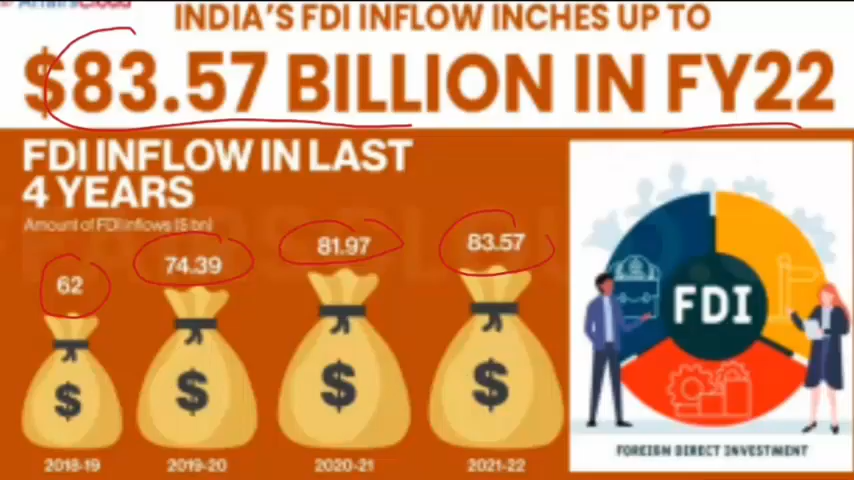 AffairsCloud
INDIA'S FDI INFLOW INCHES UP TO
$83.57 BILLION IN FY22
FDI INFLOW IN LAST
4 YEARS
Amount of FDI inflows ($ bn)
62
74.39
81.97
83.57
$
$
$
$
2018-19
2019-20
2020-21
2021-22
FDI
FOREIGN DIRECT INVESTMENT